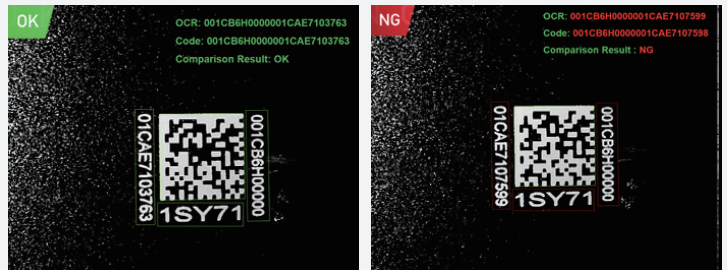 OK
OCR: 001CB6H0000001CAE7103763
Code: 001CB6H0000001CAE7103763
Comparison Result: OK
01CAE7103763
001CB6H00000
1SY71
NG
OCR: 001CB6H0000001CAE7107599
Code: 001CB6H0000001CAE7107598
Comparison Result : NG
01CAE7107599
001CB6H00000
1SY71